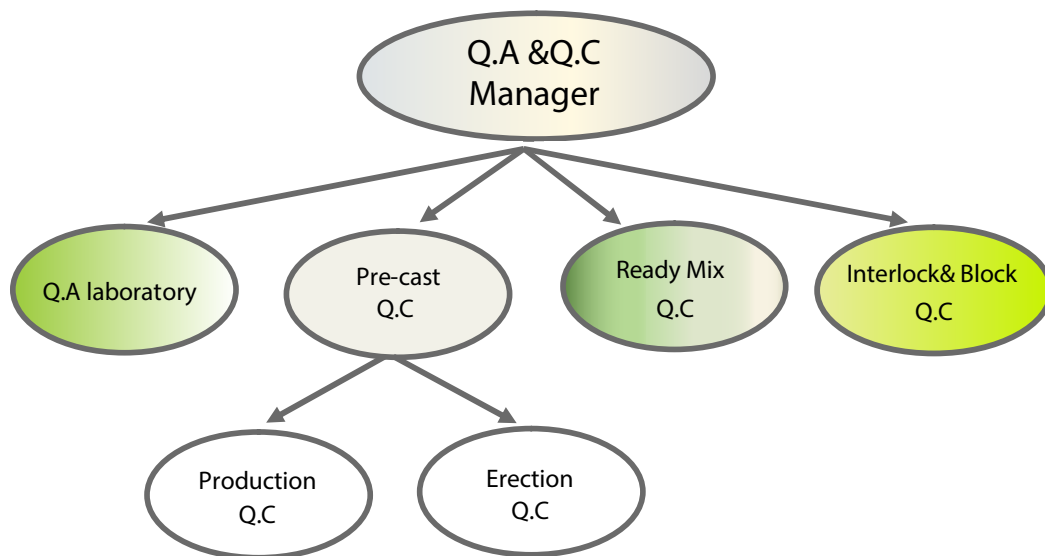 Q.A &Q.C
Manager
Q.A laboratory
Pre-cast
Q.C
Ready Mix
Q.C
Interlock& Block
Q.C
Production
Q.C
Erection
Q.C